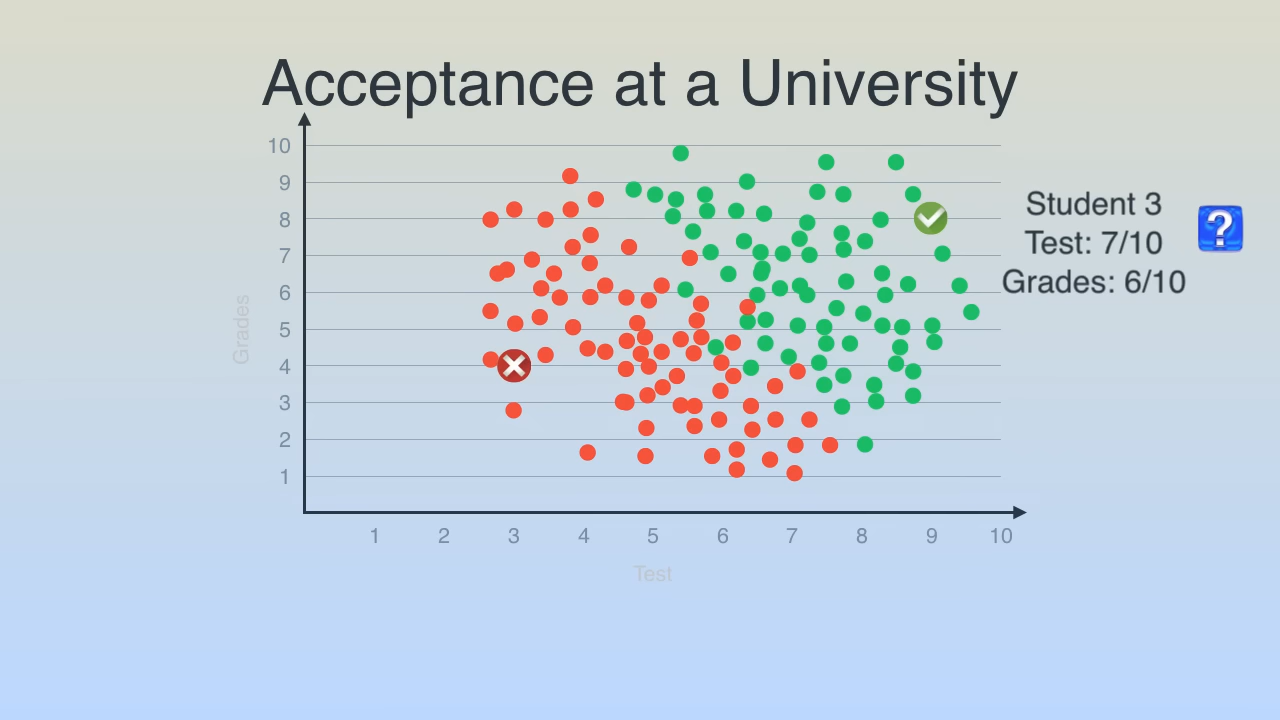 Acceptance at a University
10
9
8
7
6
5
4
3
2
1
Grades
1 2 3 4 5 6 7 8 9 10
Test
Student 3
Test: 7/10
Grades: 6/10
?